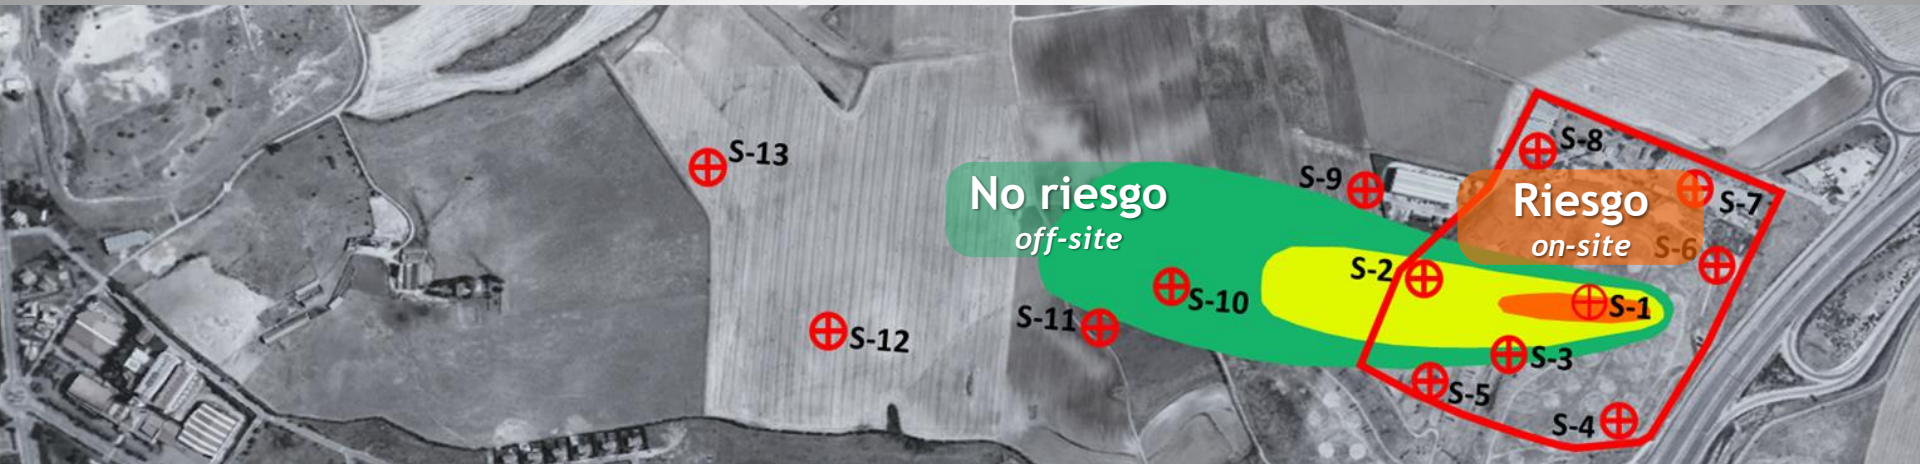 S-8
S-13
S-9
No riesgo
off-site
Riesgo
on-site
S-7
S-6
S-2
S-10
S-1
S-11
S-12
S-3
S-5
S-4